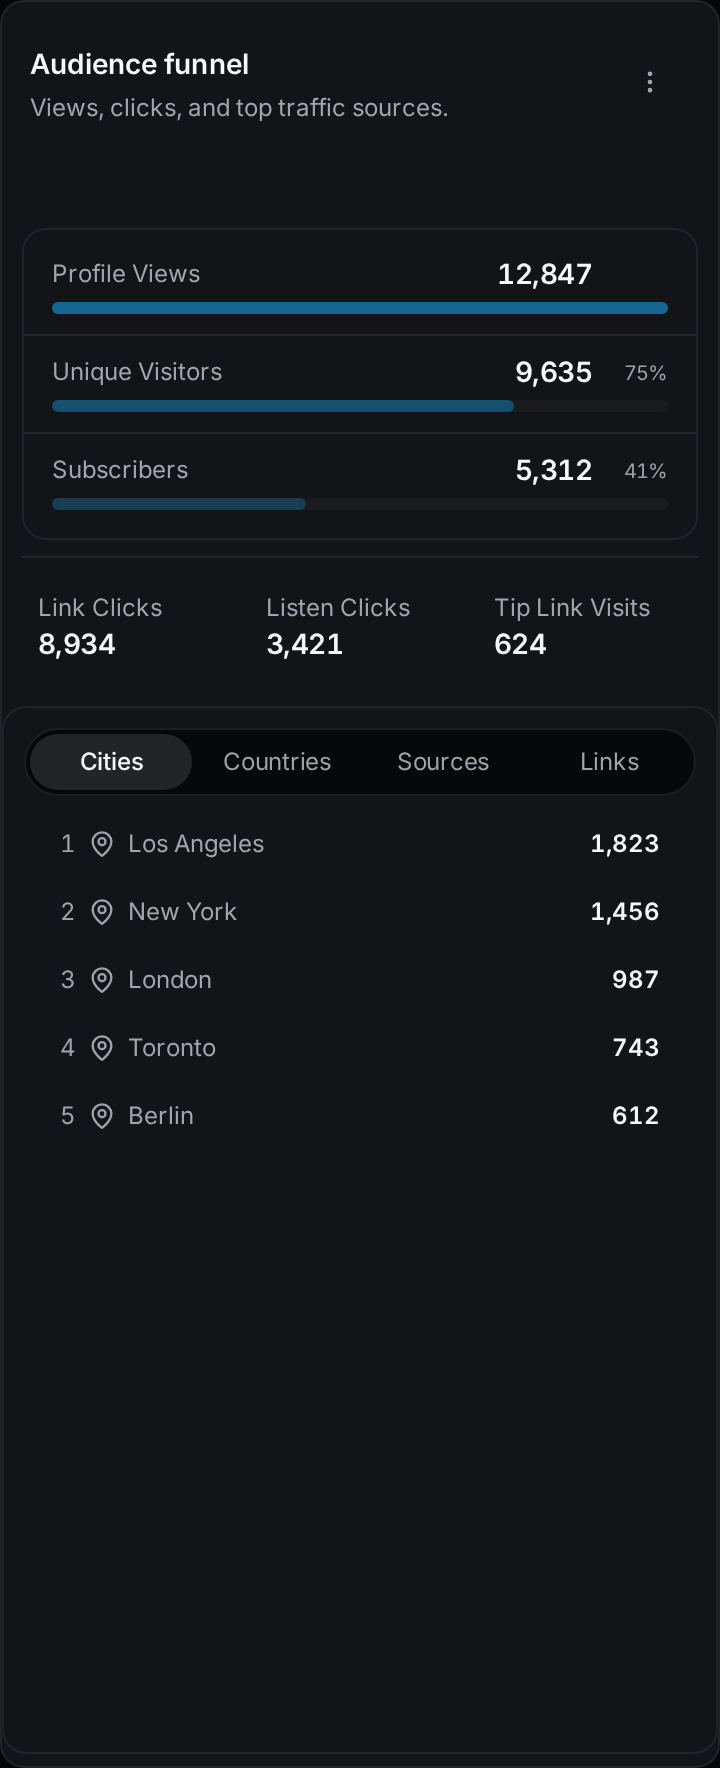 Audience funnel
Views, clicks, and top traffic sources.
Profile Views 12,847
Unique Visitors 9,635 75%
Subscribers 5,312 41%
Link Clicks Listen Clicks Tip Link Visits
8,934 3,421 624
Cities Countries Sources Links
1 Los Angeles 1,823
2 New York 1,456
3 London 987
4 Toronto 743
5 Berlin 612